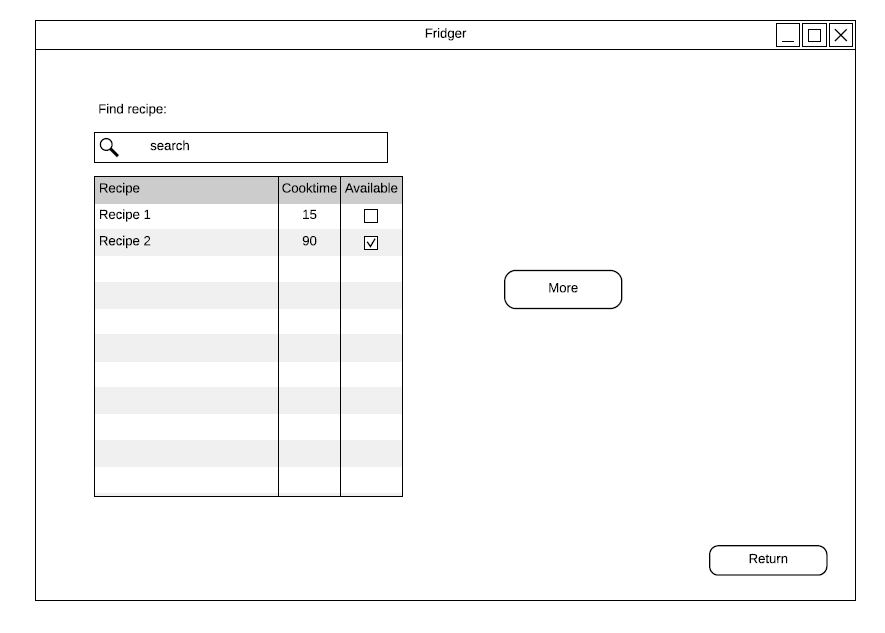 Fridger
Find recipe:
search
Recipe Cooktime Available
Recipe 1 15
Recipe 2 90
More
Return